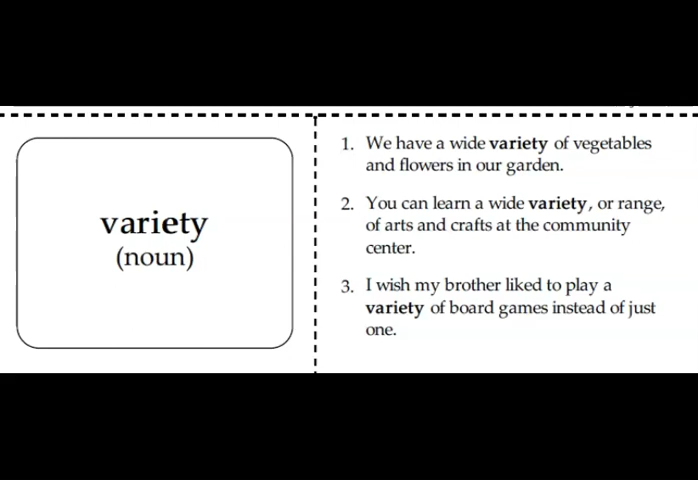 variety
(noun)
1. We have a wide variety of vegetables
and flowers in our garden.
2. You can learn a wide variety, or range,
of arts and crafts at the community
center.
3. I wish my brother liked to play a
variety of board games instead of just
one.